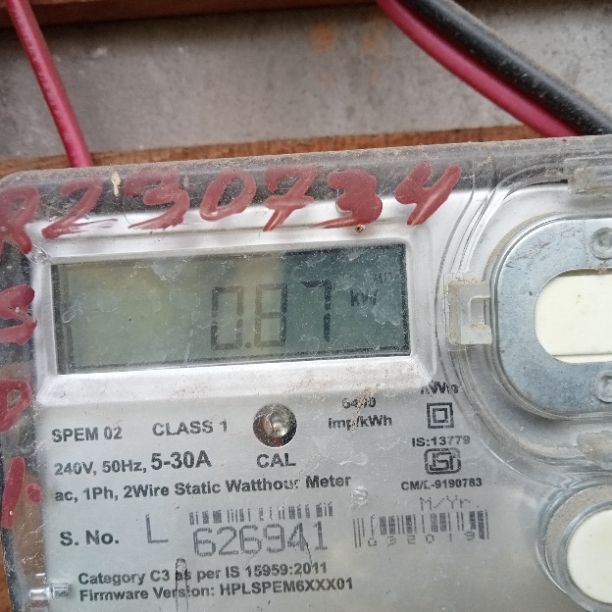 R230734
0.87 kW
SPEM 02 CLASS 1
6400
imp/kWh
240V, 50Hz, 5-30A CAL
IS:13779
CM/L-9190783
ac, 1Ph, 2Wire Static Watthour Meter
M/Yr
S. No. L 626941
032019
Category C3 as per IS 15959:2011
Firmware Version: HPLSPEM6XXX01